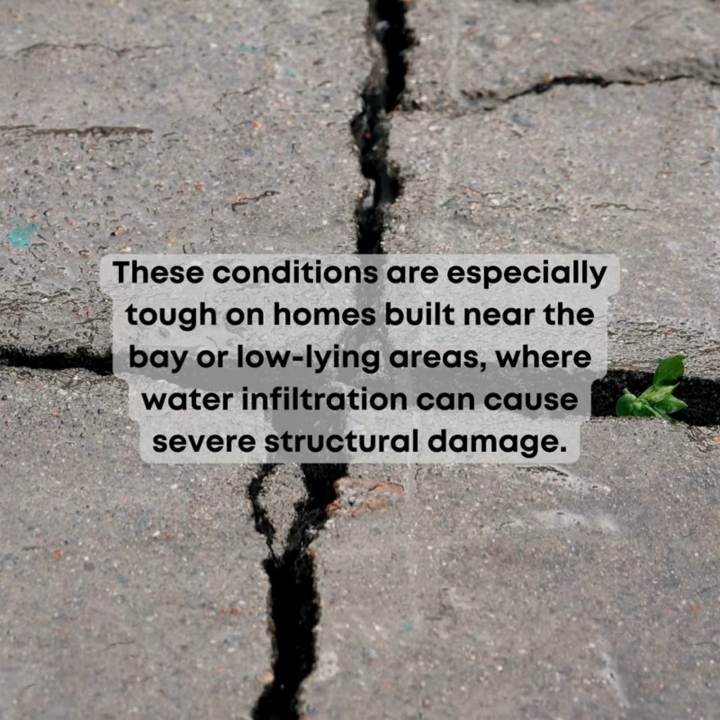 These conditions are especially
tough on homes built near the
bay or low-lying areas, where
water infiltration can cause
severe structural damage.